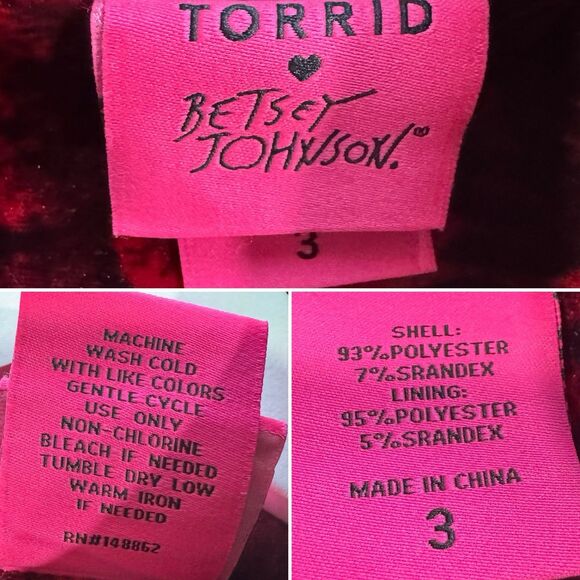 TORRID
♥
BETSEY
JOHNSON.®
3
MACHINE
WASH COLD
WITH LIKE COLORS
GENTLE CYCLE
USE ONLY
NON-CHLORINE
BLEACH IF NEEDED
TUMBLE DRY LOW
WARM IRON
IF NEEDED
RN#148862
SHELL:
93%POLYESTER
7%SRANDEX
LINING:
95%POLYESTER
5%SRANDEX
MADE IN CHINA
3